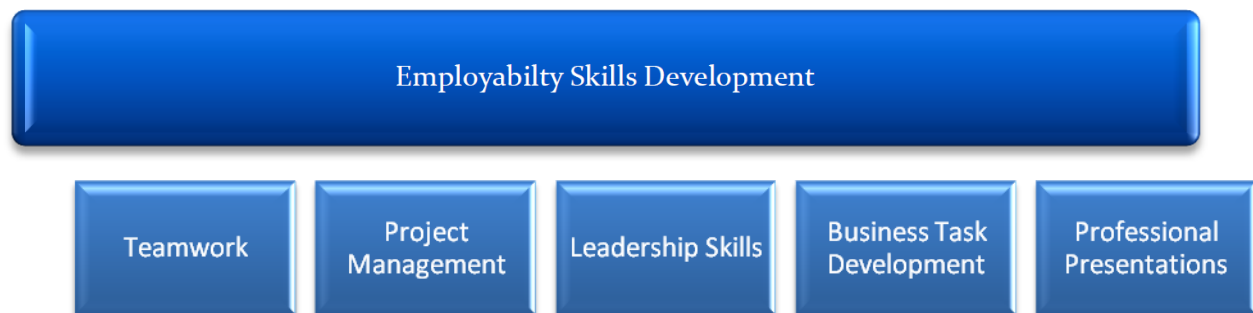 Employabilty Skills Development
Teamwork
Project
Management
Leadership Skills
Business Task
Development
Professional
Presentations